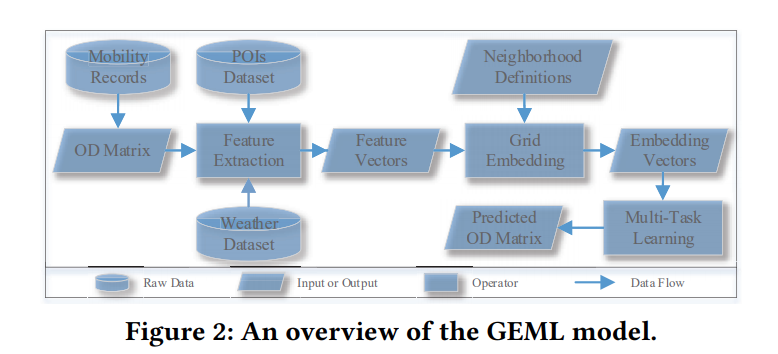 Mobility
Records
POIs
Dataset
Neighborhood
Definitions
OD Matrix
Feature
Extraction
Feature
Vectors
Grid
Embedding
Embedding
Vectors
Weather
Dataset
Predicted
OD Matrix
Multi-Task
Learning
Raw Data
Input or Output
Operator
Data Flow
Figure 2: An overview of the GEML model.